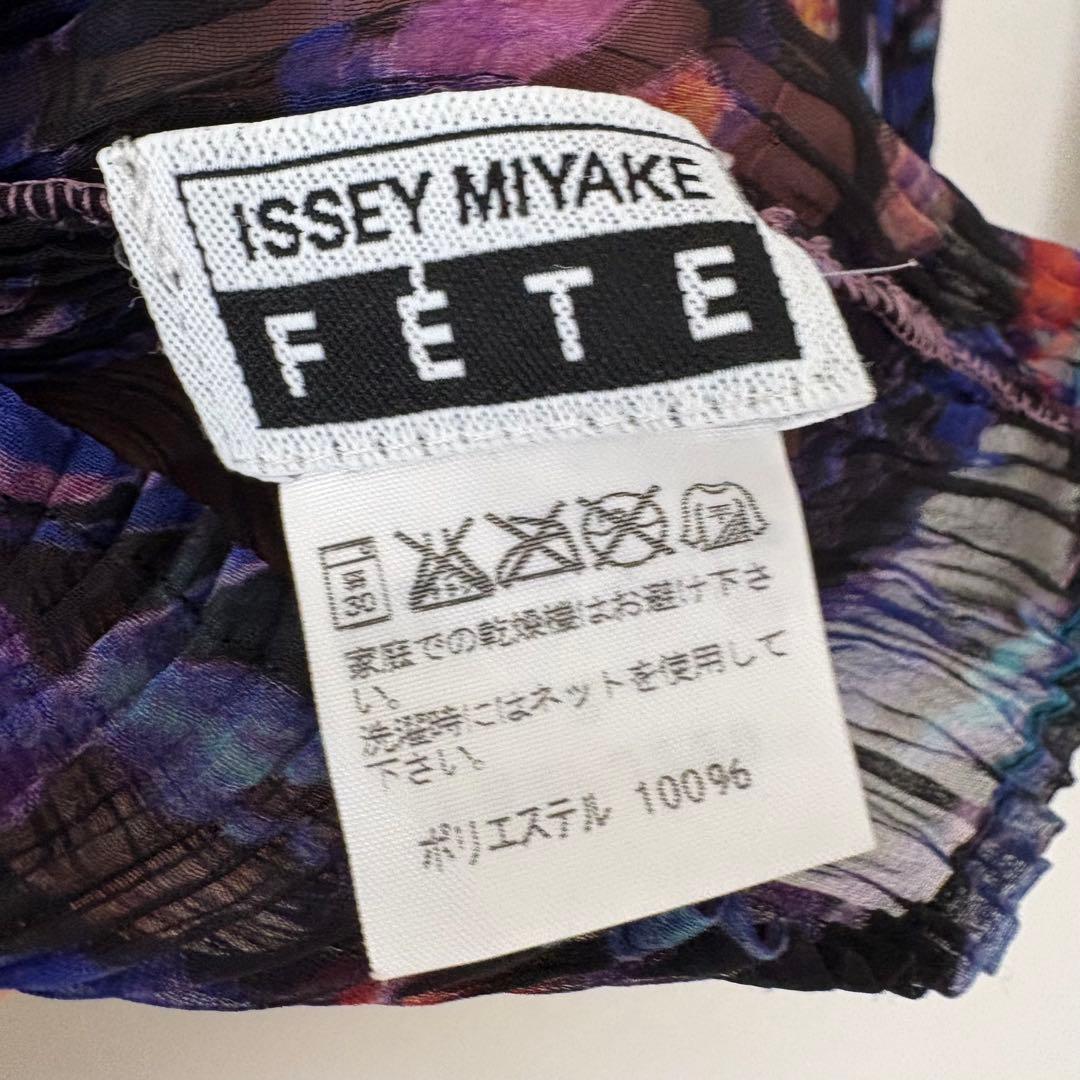 ISSEY MIYAKE
FÊTE
家庭での乾燥機はお避け下さ
い。
洗濯時にはネットを使用して
下さい。
ポリエステル 100%